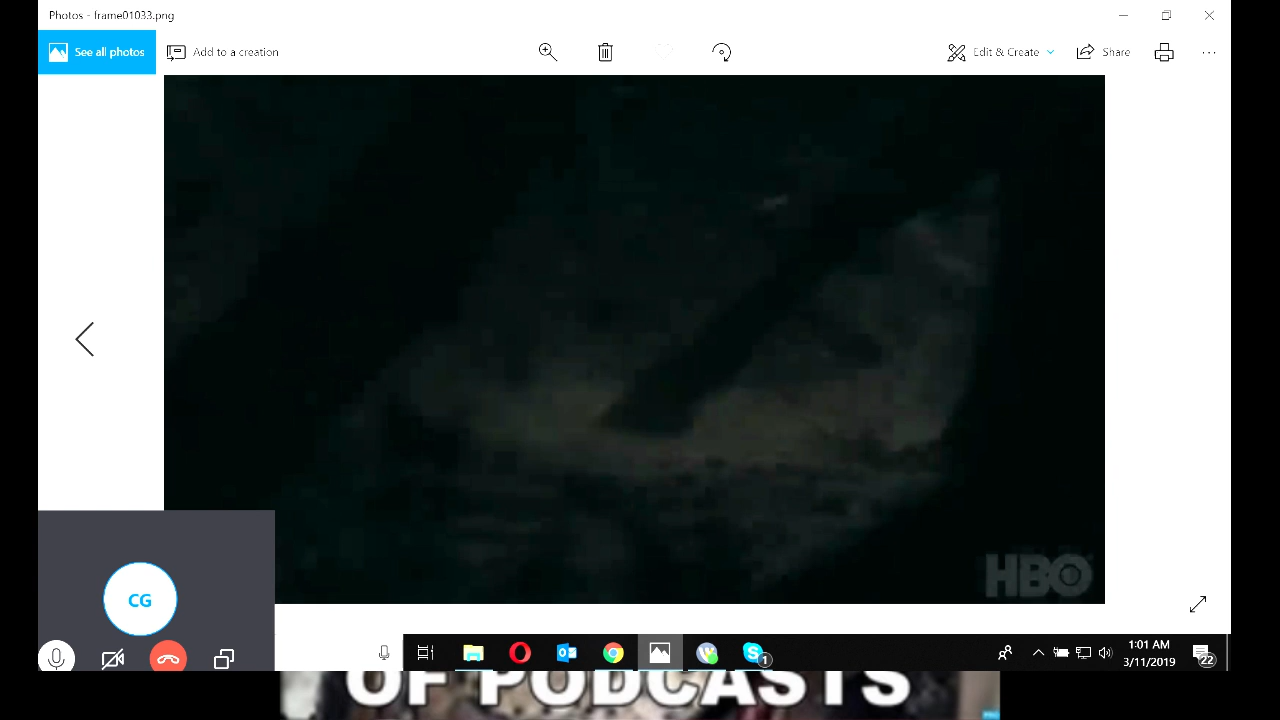 Photos - frame01033.png
See all photos
Add to a creation
Edit & Create
Share
HBO
CG
1
1:01 AM
3/11/2019
22
OF PODCASTS